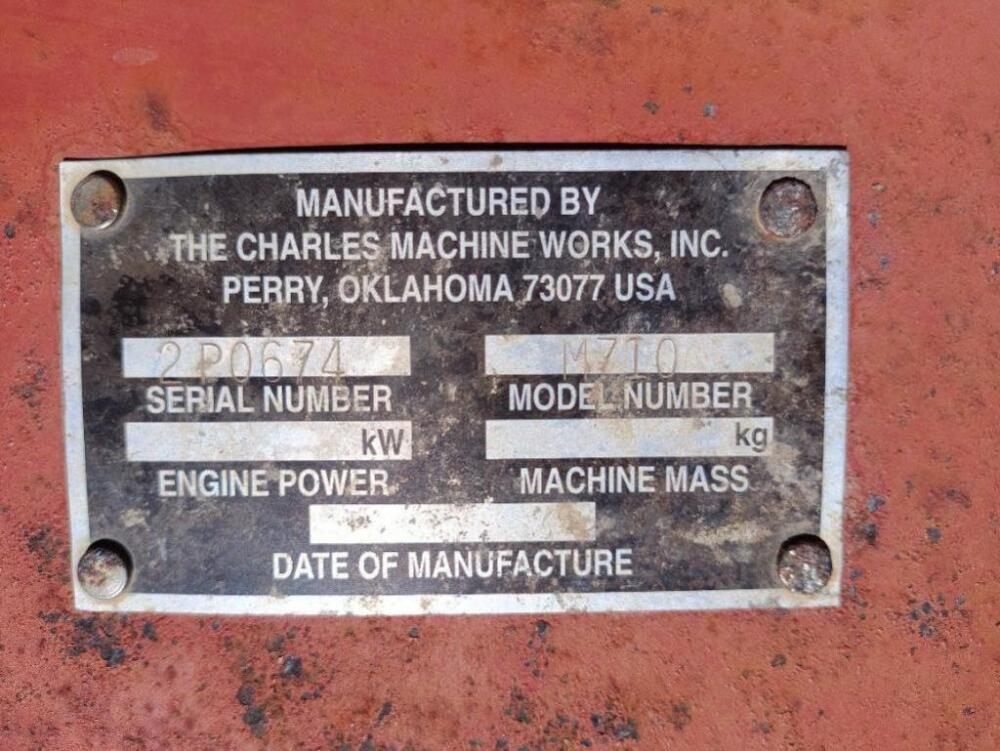 MANUFACTURED BY
THE CHARLES MACHINE WORKS, INC.
PERRY, OKLAHOMA 73077 USA
2P0674 M710
SERIAL NUMBER MODEL NUMBER
kW kg
ENGINE POWER MACHINE MASS
DATE OF MANUFACTURE